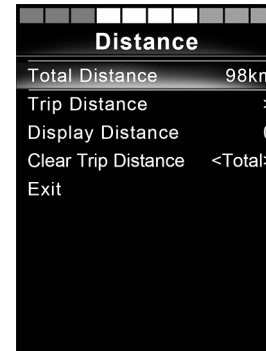 Distance
Total Distance 98km
Trip Distance
Display Distance
Clear Trip Distance <Total>
Exit